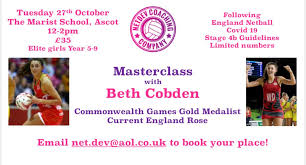 Tuesday 27th October
The Marist School, Ascot
12-2pm
£35
Elite girls Year 5-9
NETDEV COACHING
COMPANY
Following
England Netball
Covid 19
Stage 4b Guidelines
Limited numbers
Masterclass
with
Beth Cobden
Commonwealth Games Gold Medalist
Current England Rose
Email net.dev@aol.co.uk to book your place!